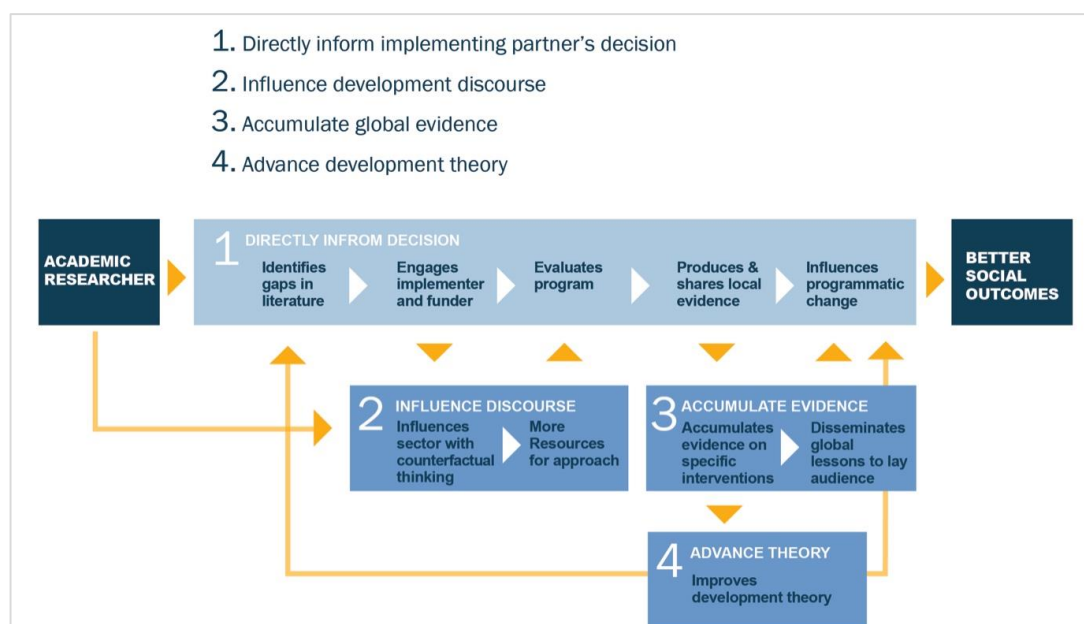 1. Directly inform implementing partner's decision
2. Influence development discourse
3. Accumulate global evidence
4. Advance development theory
ACADEMIC
RESEARCHER
1 DIRECTLY INFROM DECISION
Identifies
gaps in
literature
Engages
implementer
and funder
Evaluates
program
Produces &
shares local
evidence
Influences
programmatic
change
BETTER
SOCIAL
OUTCOMES
2 INFLUENCE DISCOURSE
Influences
sector with
counterfactual
thinking
More
Resources
for approach
3 ACCUMULATE EVIDENCE
Accumulates
evidence on
specific
interventions
Disseminates
global
lessons to lay
audience
4 ADVANCE THEORY
Improves
development theory